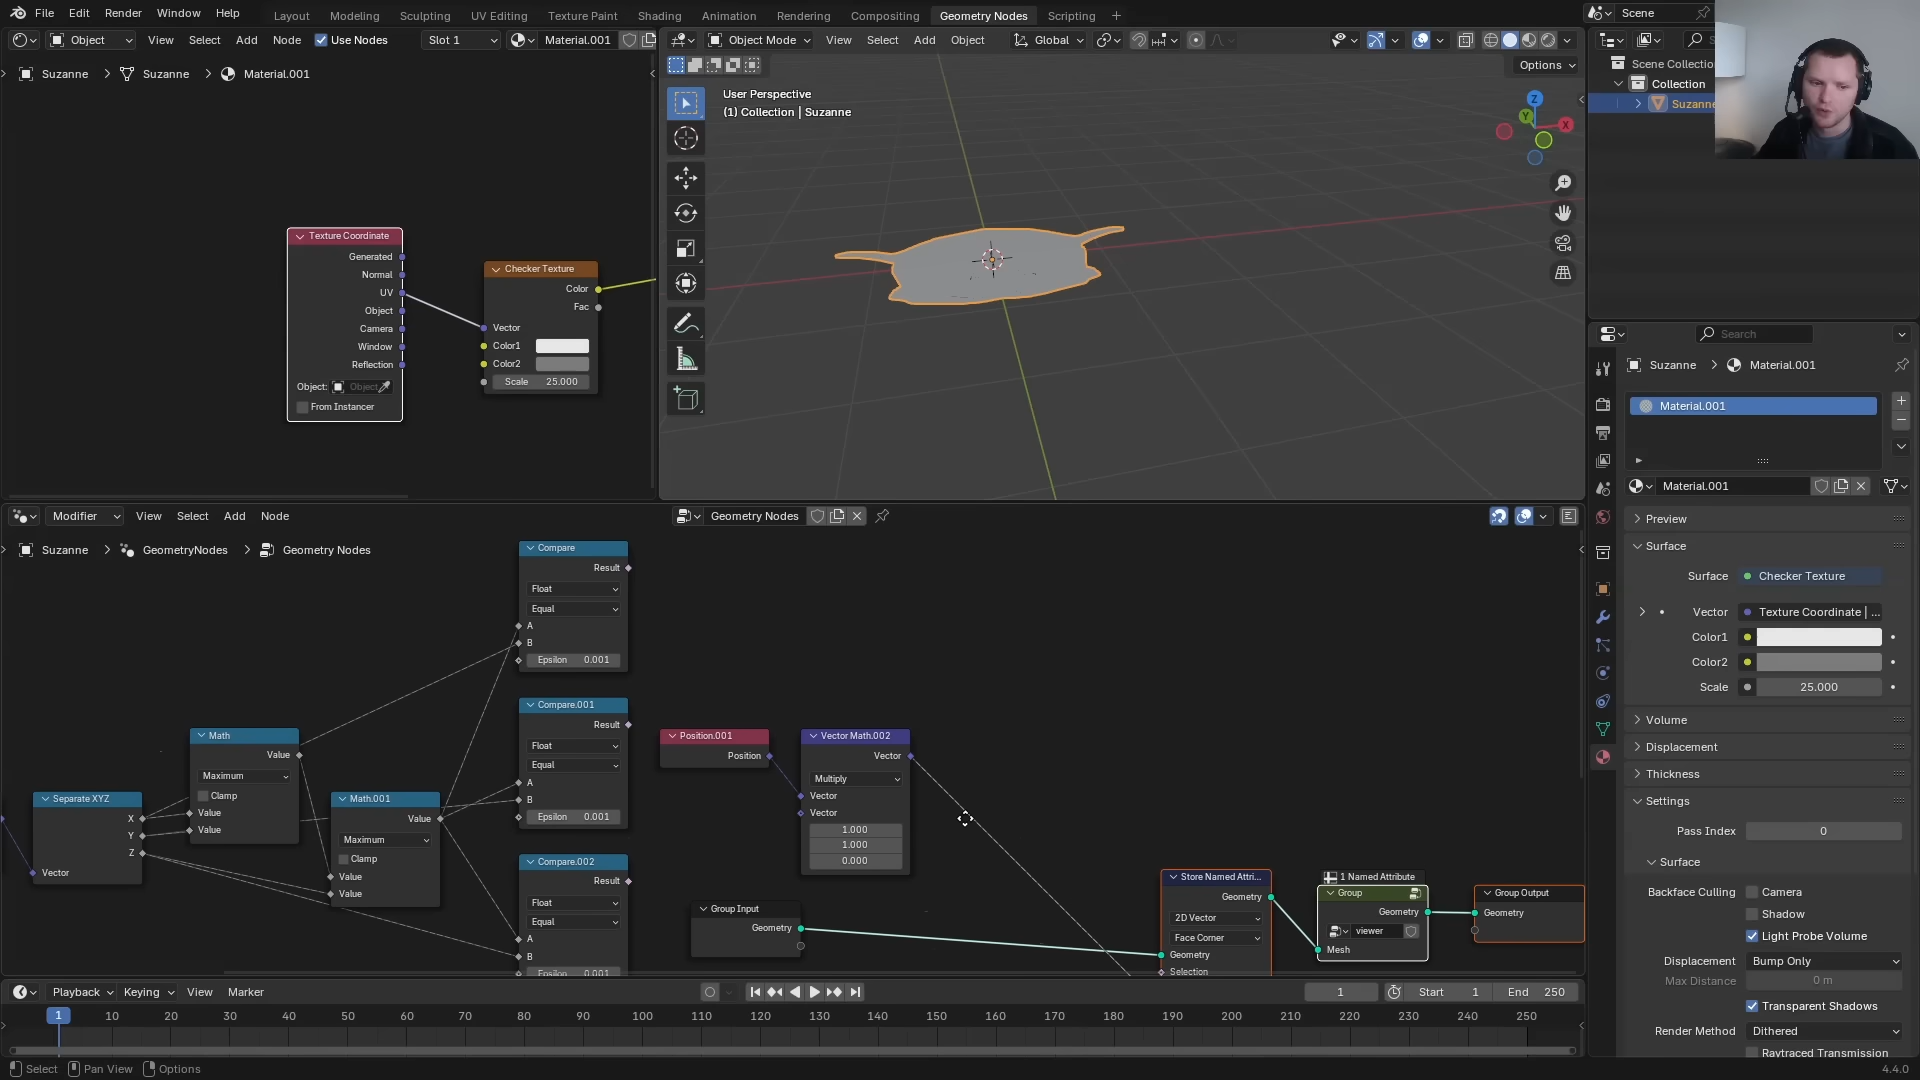 File Edit Render Window Help
Layout Modeling Sculpting UV Editing Texture Paint Shading Animation Rendering Compositing Geometry Nodes Scripting +
Scene
Object View Select Add Node Use Nodes Slot 1 Material.001
Object Mode View Select Add Object Global
Suzanne > Suzanne > Material.001
Options
Scene Collectio
Collection
Suzanne
User Perspective
(1) Collection | Suzanne
Z
Y
X
Texture Coordinate
Generated
Normal
UV
Object
Camera
Window
Reflection
Object: Object
From Instancer
Checker Texture
Color
Fac
Vector
Color1
Color2
Scale 25.000
Search
Suzanne > Material.001
Material.001
Material.001
Preview
Surface
Surface Checker Texture
Vector Texture Coordinate | ...
Color1
Color2
Scale 25.000
Volume
Displacement
Thickness
Settings
Pass Index 0
Surface
Backface Culling Camera
Shadow
Light Probe Volume
Displacement Bump Only
Max Distance 0 m
Transparent Shadows
Render Method Dithered
Raytraced Transmission
Modifier View Select Add Node
Geometry Nodes
Suzanne > GeometryNodes > Geometry Nodes
Separate XYZ
X
Y
Z
Vector
Math
Value
Maximum
Clamp
Value
Value
Math.001
Value
Maximum
Clamp
Value
Value
Compare
Result
Float
Equal
A
B
Epsilon 0.001
Compare.001
Result
Float
Equal
A
B
Epsilon 0.001
Compare.002
Result
Float
Equal
A
B
Epsilon 0.001
Position.001
Position
Vector Math.002
Vector
Multiply
Vector
Vector
1.000
1.000
0.000
Group Input
Geometry
Store Named Attri...
Geometry
2D Vector
Face Corner
Geometry
Selection
1 Named Attribute
Group
Geometry
viewer
Mesh
Group Output
Geometry
Playback Keying View Marker
1 Start 1 End 250
1 10 20 30 40 50 60 70 80 90 100 110 120 130 140 150 160 170 180 190 200 210 220 230 240 250
Select Pan View Options
4.4.0